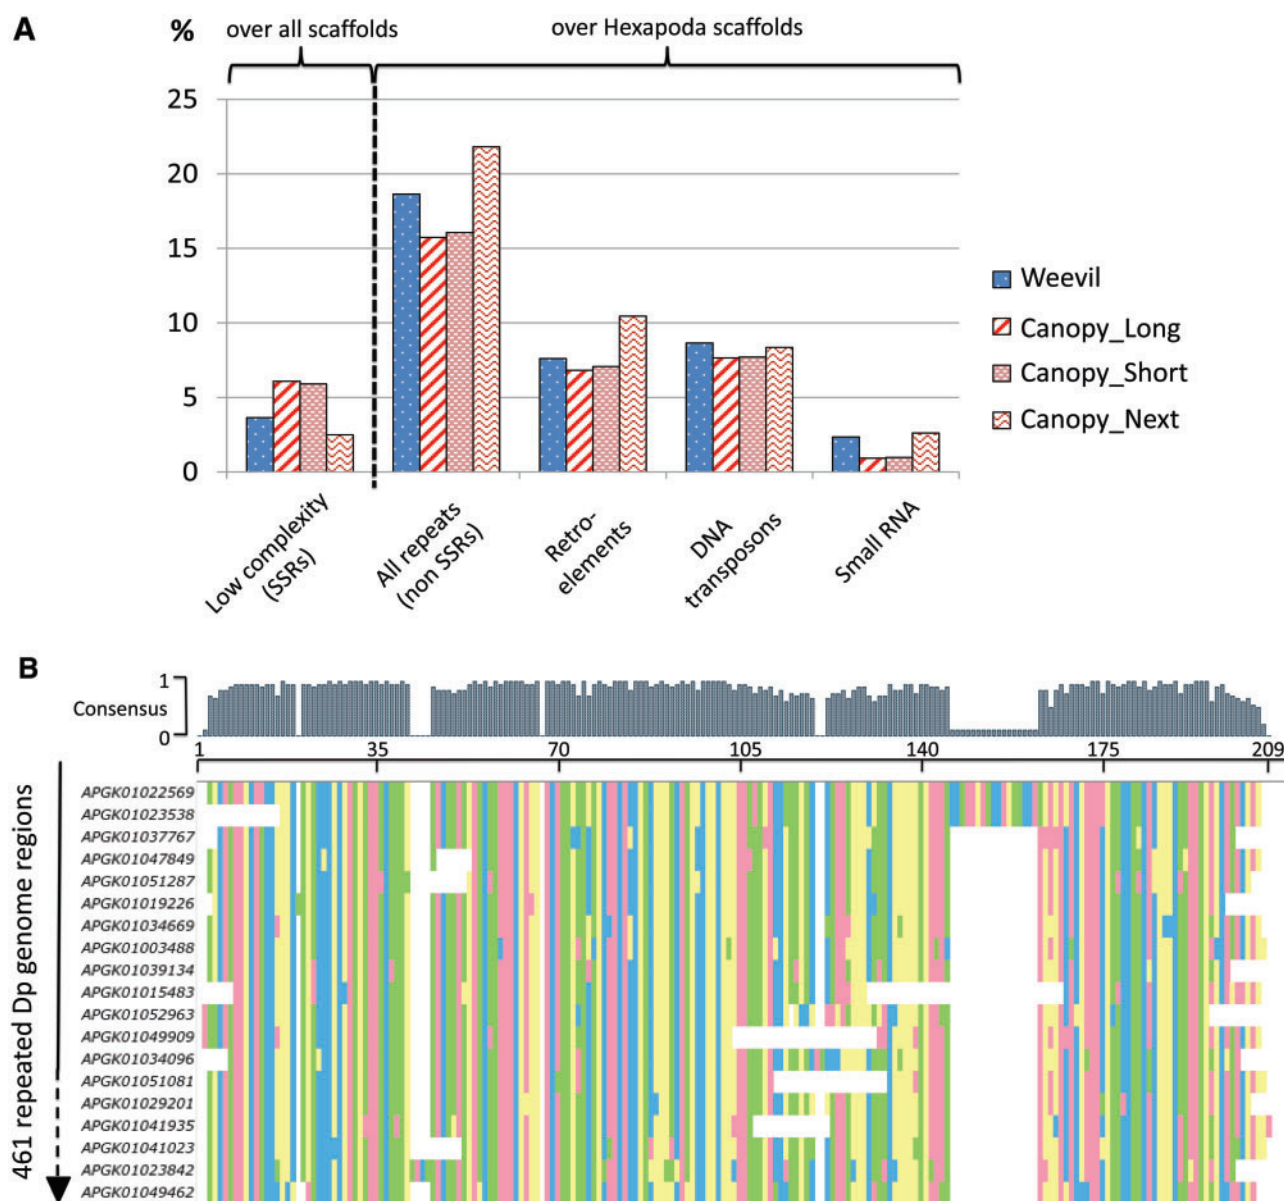 A
%
over all scaffolds
over Hexapoda scaffolds
25
20
15
10
5
0
Low complexity
(SSRs)
All repeats
(non SSRs)
Retro-
elements
DNA
transposons
Small RNA
Weevil
Canopy_Long
Canopy_Short
Canopy_Next
B
1
Consensus
0
1 35 70 105 140 175 209
461 repeated Dp genome regions
APGK01022569
APGK01023538
APGK01037767
APGK01047849
APGK01051287
APGK01019226
APGK01034669
APGK01003488
APGK01039134
APGK01015483
APGK01052963
APGK01049909
APGK01034096
APGK01051081
APGK01029201
APGK01041935
APGK01041023
APGK01023842
APGK01049462